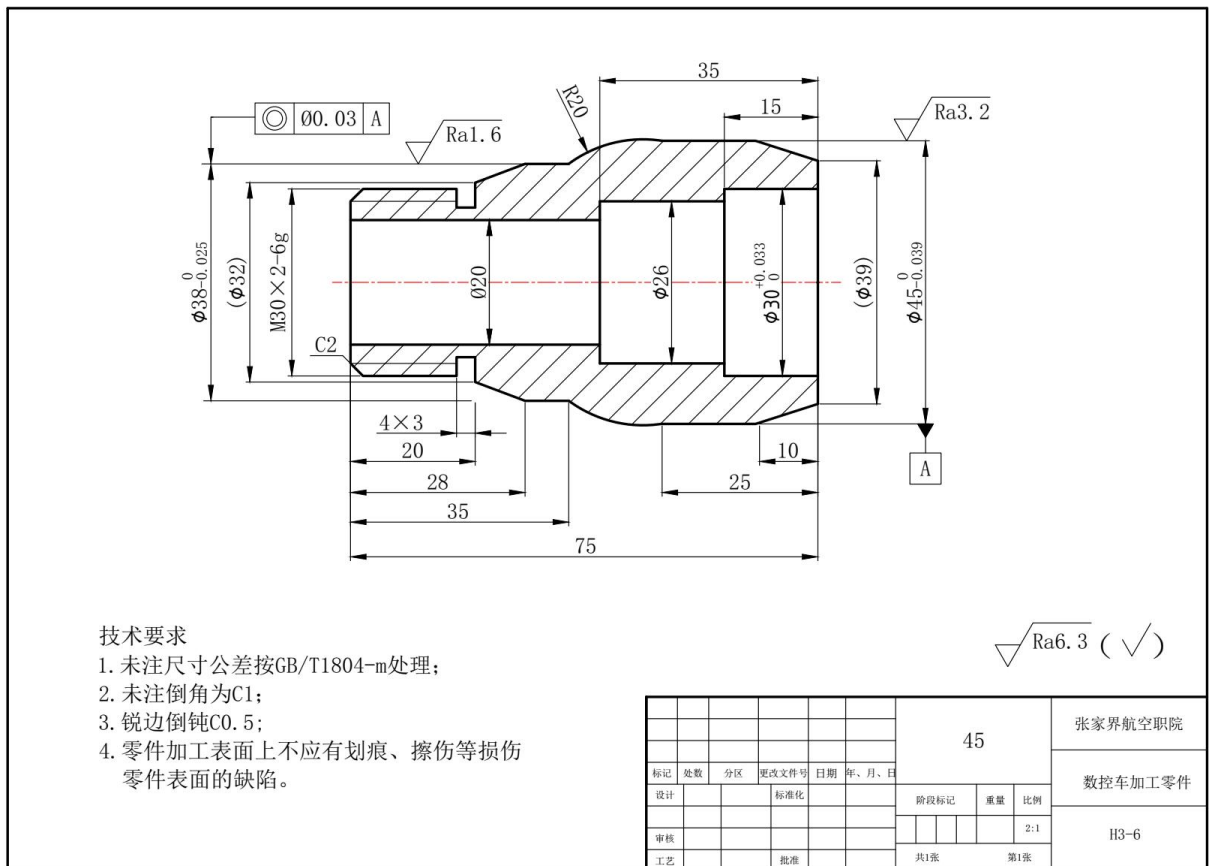 35
15
R20
Ra3.2
◎ Ø0.03 A
Ra1.6
ϕ38 0 -0.025
(ϕ32)
M30×2-6g
Ø20
ϕ26
ϕ30 +0.033 0
(ϕ39)
ϕ45 0 -0.039
C2
4×3
20
10
A
28
25
35
75
技术要求
1.未注尺寸公差按GB/T1804-m处理;
2.未注倒角为C1;
3.锐边倒钝C0.5;
4.零件加工表面上不应有划痕、擦伤等损伤
零件表面的缺陷。
Ra6.3 (√)
45
张家界航空职院
标记 处数 分区 更改文件号 日期 年、月、日
数控车加工零件
设计 标准化
阶段标记 重量 比例
2:1
H3-6
审核
工艺 批准
共1张 第1张